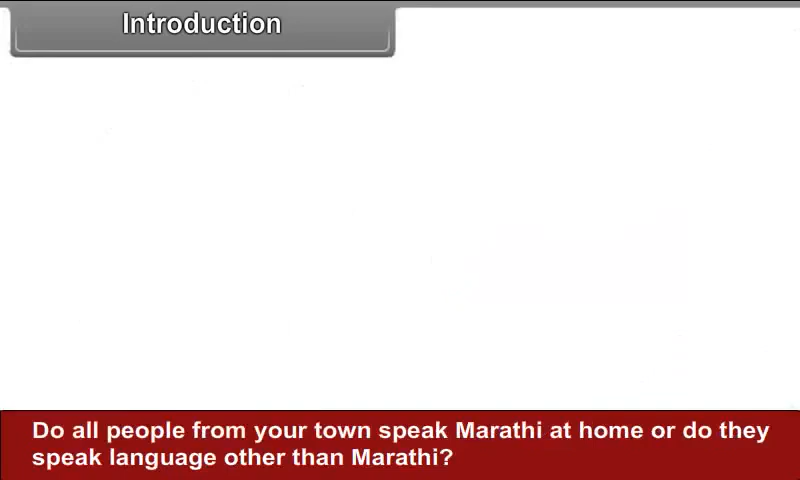 Introduction
Do all people from your town speak Marathi at home or do they
speak language other than Marathi?